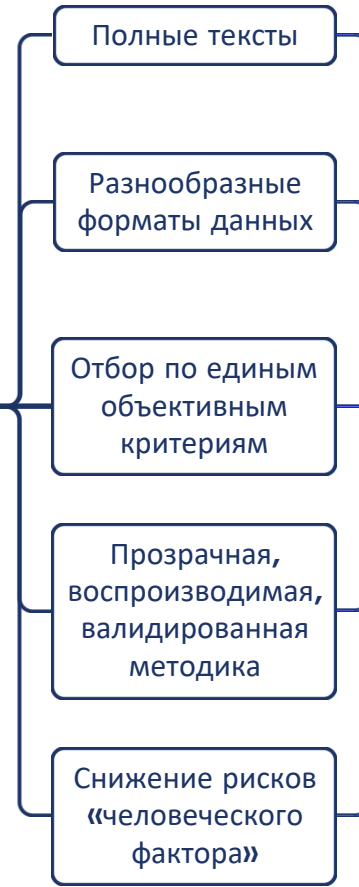 Полные тексты
Разнообразные
форматы данных
Отбор по единым
объективным
критериям
Прозрачная,
воспроизводимая,
валидированная
методика
Снижение рисков
«человеческого
фактора»